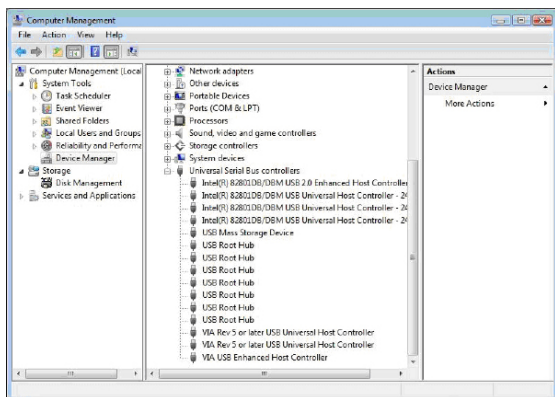 Computer Management
File Action View Help
Computer Management (Local
System Tools
Task Scheduler
Event Viewer
Shared Folders
Local Users and Groups
Reliability and Performa
Device Manager
Storage
Disk Management
Services and Applications
Network adapters
Other devices
Portable Devices
Ports (COM & LPT)
Processors
Sound, video and game controllers
Storage controllers
System devices
Universal Serial Bus controllers
Intel(R) 82801DB/DBM USB 2.0 Enhanced Host Controller
Intel(R) 82801DB/DBM USB Universal Host Controller - 24
Intel(R) 82801DB/DBM USB Universal Host Controller - 24
Intel(R) 82801DB/DBM USB Universal Host Controller - 24
USB Mass Storage Device
USB Root Hub
USB Root Hub
USB Root Hub
USB Root Hub
USB Root Hub
USB Root Hub
USB Root Hub
VIA Rev 5 or later USB Universal Host Controller
VIA Rev 5 or later USB Universal Host Controller
VIA USB Enhanced Host Controller
Actions
Device Manager
More Actions